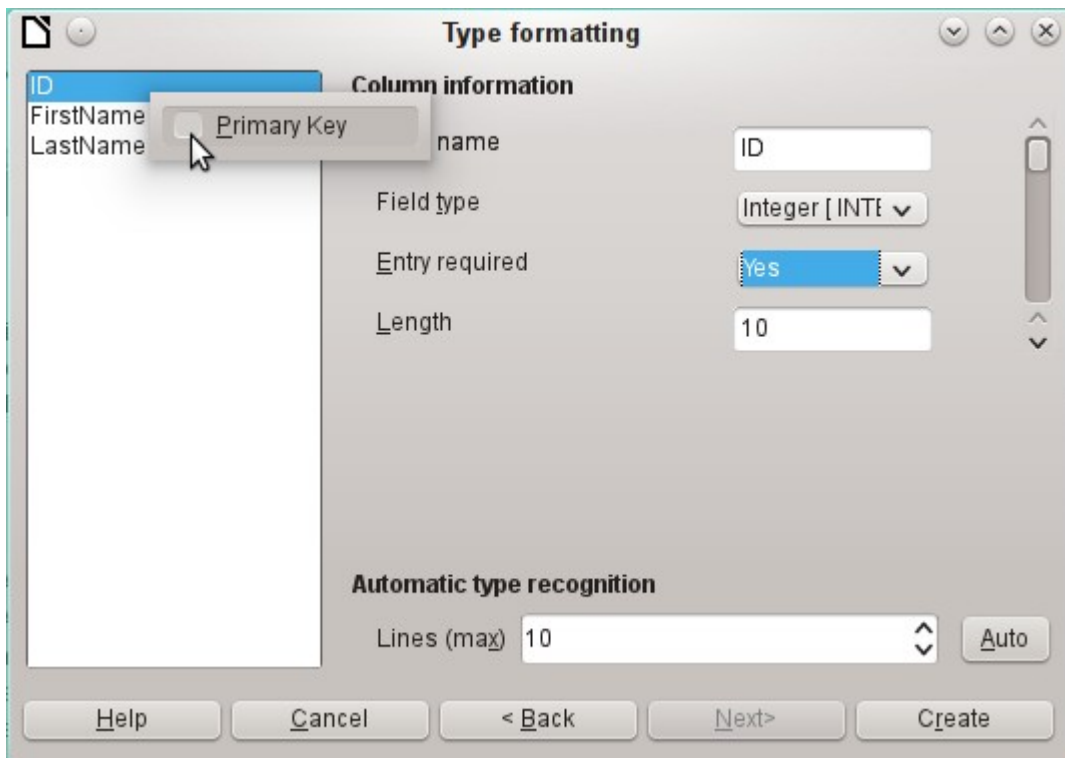 Type formatting
ID
FirstName
LastName
Primary Key
Column information
name
ID
Field type
Integer [ INTE
Entry required
Yes
Length
10
Automatic type recognition
Lines (max)
10
Auto
Help
Cancel
< Back
Next>
Create